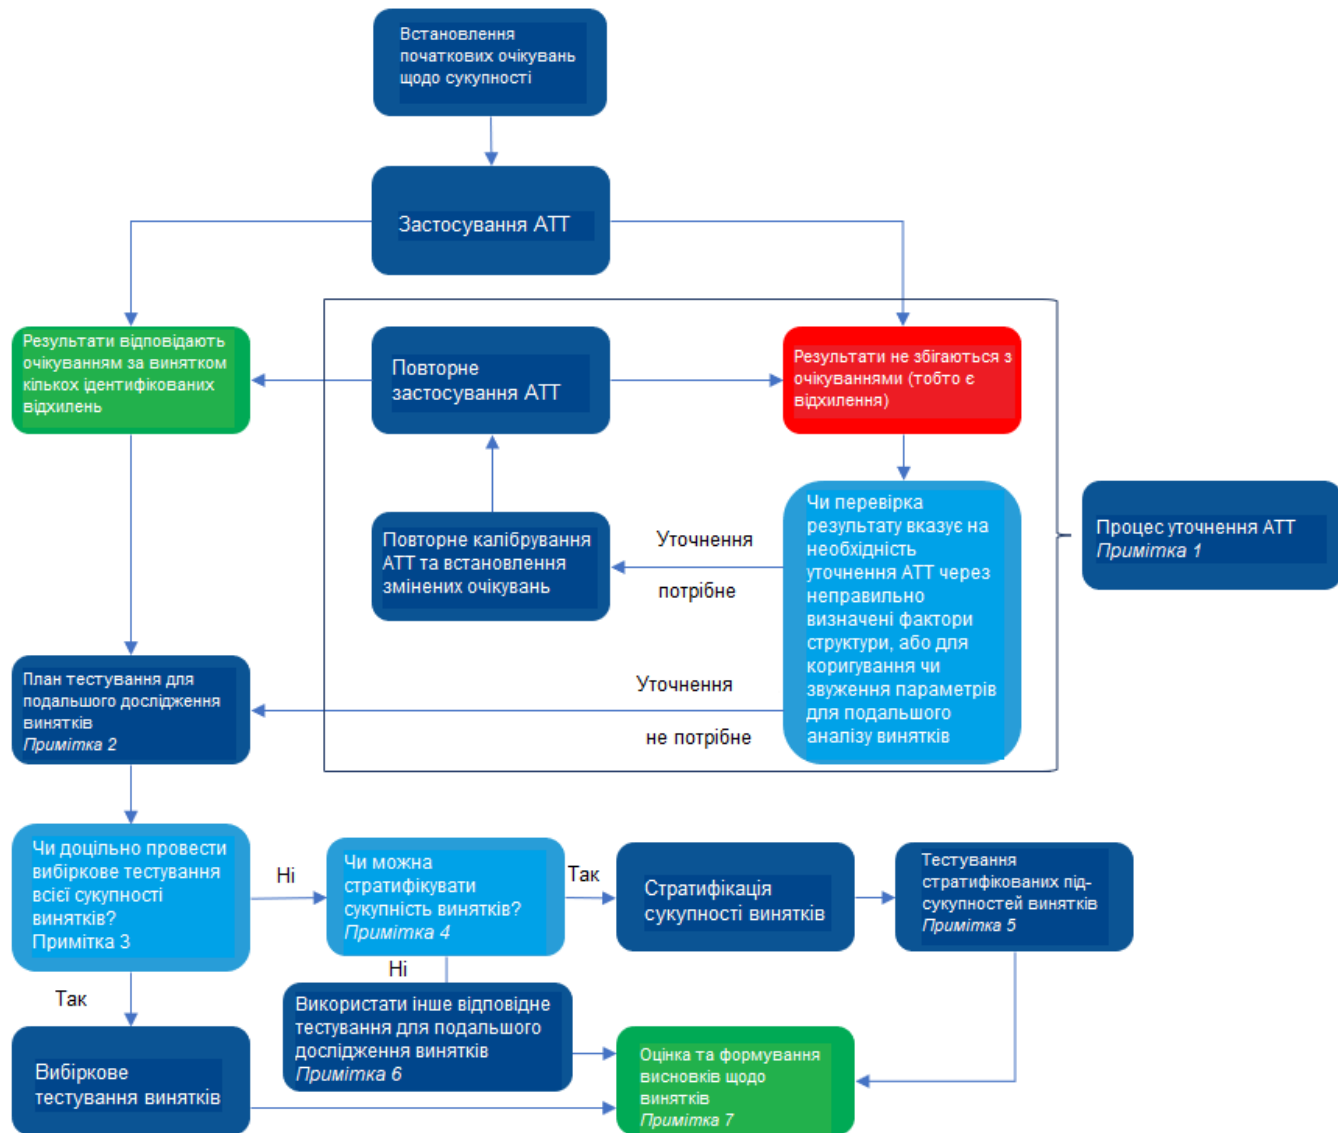 Встановлення
початкових очікувань
щодо сукупності
Застосування АТТ
Результати відповідають
очікуванням за винятком
кількох ідентифікованих
відхилень
Повторне
застосування АТТ
Результати не збігаються з
очікуваннями (тобто є
відхилення)
Повторне калібрування
АТТ та встановлення
змінених очікувань
Уточнення
потрібне
Чи перевірка
результату вказує на
необхідність
уточнення АТТ через
неправильно
визначені фактори
структури, або для
коригування чи
звуження параметрів
для подальшого
аналізу винятків
Процес уточнення АТТ
Примітка 1
План тестування для
подальшого дослідження
винятків
Примітка 2
Уточнення
не потрібне
Чи доцільно провести
вибіркове тестування
всієї сукупності
винятків?
Примітка 3
Ні
Чи можна
стратифікувати
сукупність винятків?
Примітка 4
Так
Стратифікація
сукупності винятків
Тестування
стратифікованих під-
сукупностей винятків
Примітка 5
Ні
Так
Використати інше відповідне
тестування для подальшого
дослідження винятків
Примітка 6
Вибіркове
тестування винятків
Оцінка та формування
висновків щодо
винятків
Примітка 7